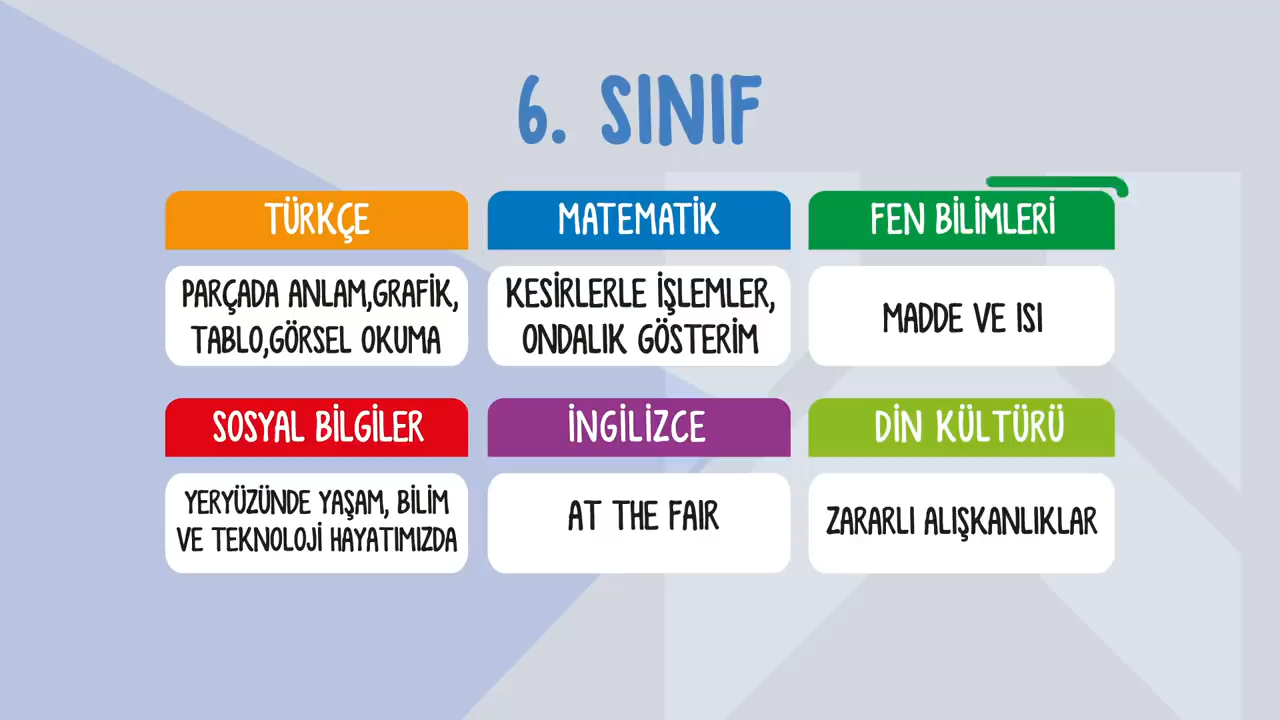 6. SINIF
TÜRKÇE
PARÇADA ANLAM,GRAFİK,
TABLO,GÖRSEL OKUMA
MATEMATİK
KESİRLERLE İŞLEMLER,
ONDALIK GÖSTERİM
FEN BİLİMLERİ
MADDE VE ISI
SOSYAL BİLGİLER
YERYÜZÜNDE YAŞAM, BİLİM
VE TEKNOLOJİ HAYATIMIZDA
İNGİLİZCE
AT THE FAIR
DİN KÜLTÜRÜ
ZARARLI ALIŞKANLIKLAR